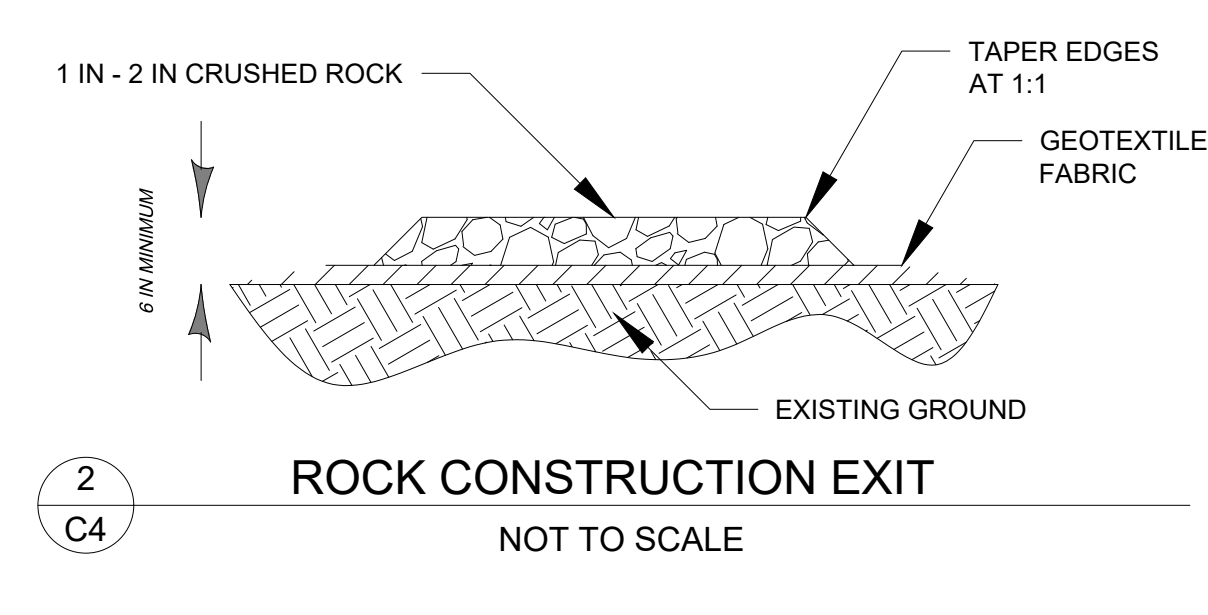 1 IN - 2 IN CRUSHED ROCK
TAPER EDGES
AT 1:1
GEOTEXTILE
FABRIC
6 IN MINIMUM
EXISTING GROUND
2
C4
ROCK CONSTRUCTION EXIT
NOT TO SCALE